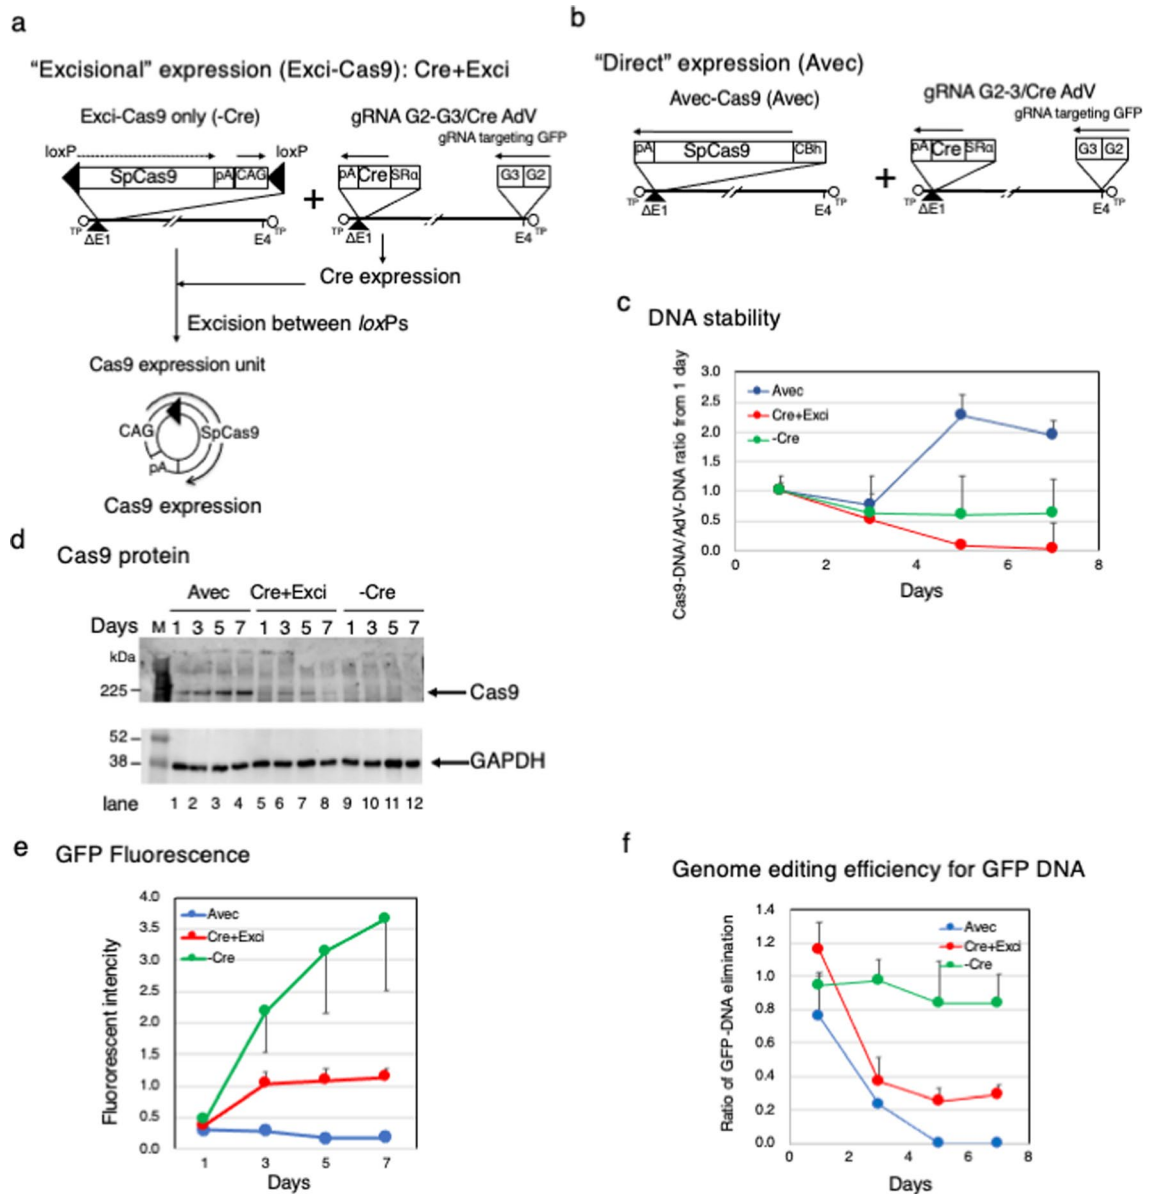 a
"Excisional" expression (Exci-Cas9): Cre+Exci
Exci-Cas9 only (-Cre)
gRNA G2-G3/Cre AdV
gRNA targeting GFP
loxP
loxP
SpCas9
pA
CAG
+
pA
Cre
SRα
G3
G2
TP
ΔE1
E4
TP
TP
ΔE1
E4
TP
Cre expression
Excision between loxPs
Cas9 expression unit
CAG
SpCas9
pA
Cas9 expression
b
"Direct" expression (Avec)
Avec-Cas9 (Avec)
gRNA G2-3/Cre AdV
gRNA targeting GFP
pA
SpCas9
CBh
+
pA
Cre
SRα
G3
G2
TP
ΔE1
E4
TP
TP
ΔE1
E4
TP
c
DNA stability
Cas9-DNA/AdV-DNA ratio from 1 day
3.0
2.5
2.0
1.5
1.0
0.5
0.0
Avec
Cre+Exci
-Cre
0 2 4 6 8
Days
d
Cas9 protein
Avec Cre+Exci -Cre
Days M 1 3 5 7 1 3 5 7 1 3 5 7
kDa
225
Cas9
52
38
GAPDH
lane 1 2 3 4 5 6 7 8 9 10 11 12
e
GFP Fluorescence
Fluororescent intencity
4.0
3.5
3.0
2.5
2.0
1.5
1.0
0.5
0.0
Avec
Cre+Exci
-Cre
1 3 5 7
Days
f
Genome editing efficiency for GFP DNA
Ratio of GFP-DNA elimination
1.4
1.2
1.0
0.8
0.6
0.4
0.2
0.0
Avec
Cre+Exci
-Cre
0 2 4 6 8
Days